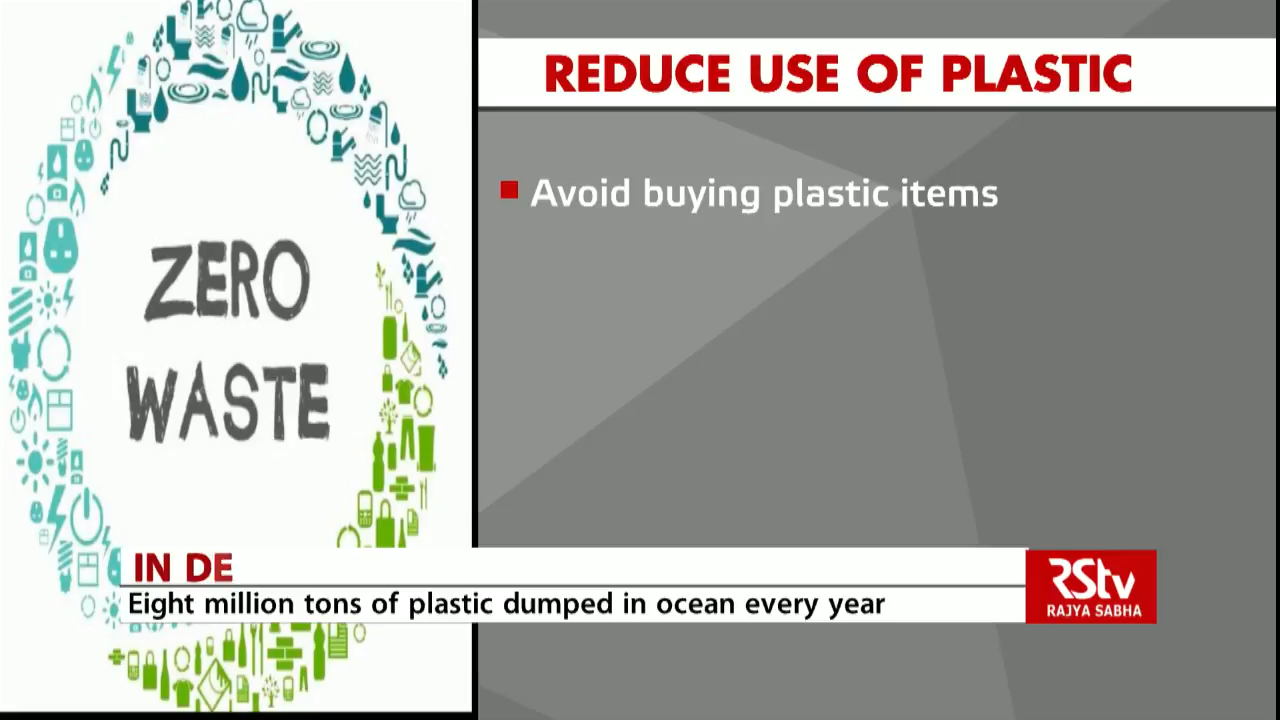 ZERO
WASTE
REDUCE USE OF PLASTIC
Avoid buying plastic items
IN DE
Eight million tons of plastic dumped in ocean every year
RStv
RAJYA SABHA